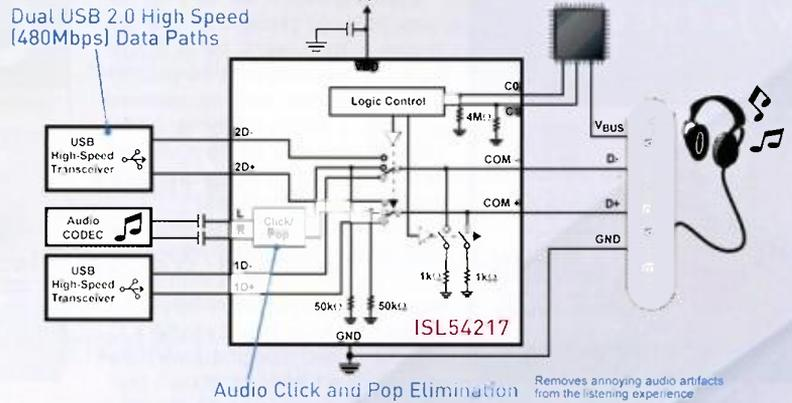 Dual USB 2.0 High Speed
(480Mbps) Data Paths
VDD
Logic Control
C0
4MΩ
VBUS
USB
High-Speed
Transceiver
2D-
2D+
COM -
D-
Audio
CODEC
L
R
Click/
Pop
COM +
D+
GND
USB
High-Speed
Transceiver
1D-
1D+
50kΩ
50kΩ
1kΩ
1kΩ
GND
ISL54217
Audio Click and Pop Elimination
Removes annoying audio artifacts
from the listening experience